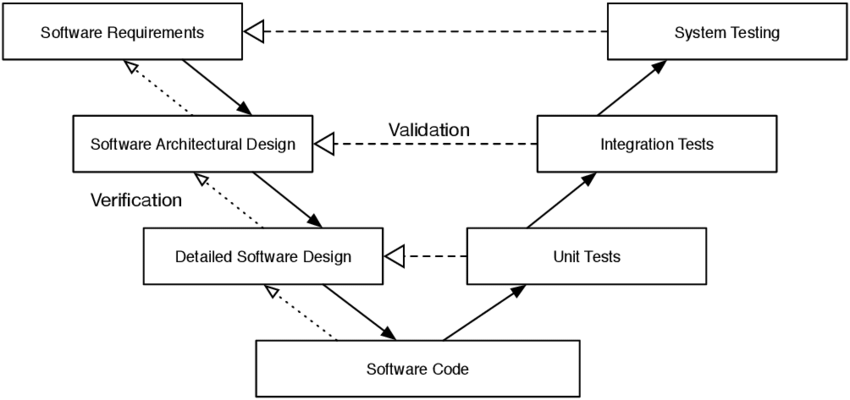 Software Requirements
System Testing
Software Architectural Design
Validation
Integration Tests
Verification
Detailed Software Design
Unit Tests
Software Code